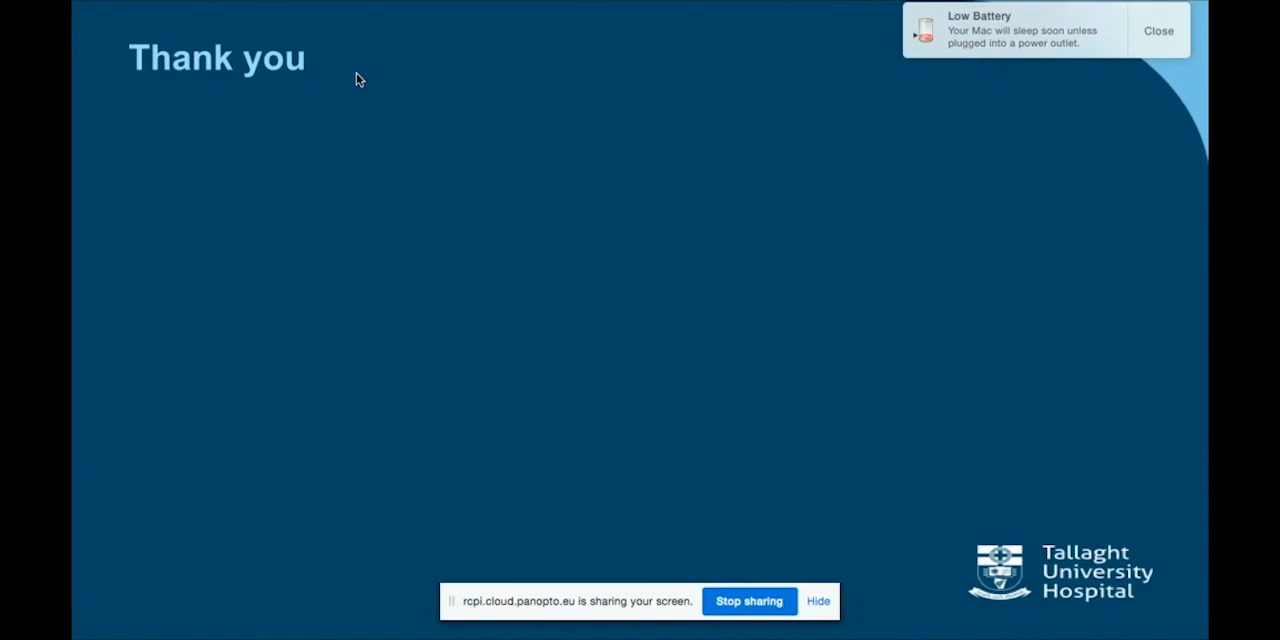 Thank you
Low Battery
Your Mac will sleep soon unless
plugged into a power outlet.
Close
Tallaght
University
Hospital
rcpi.cloud.panopto.eu is sharing your screen.
Stop sharing
Hide